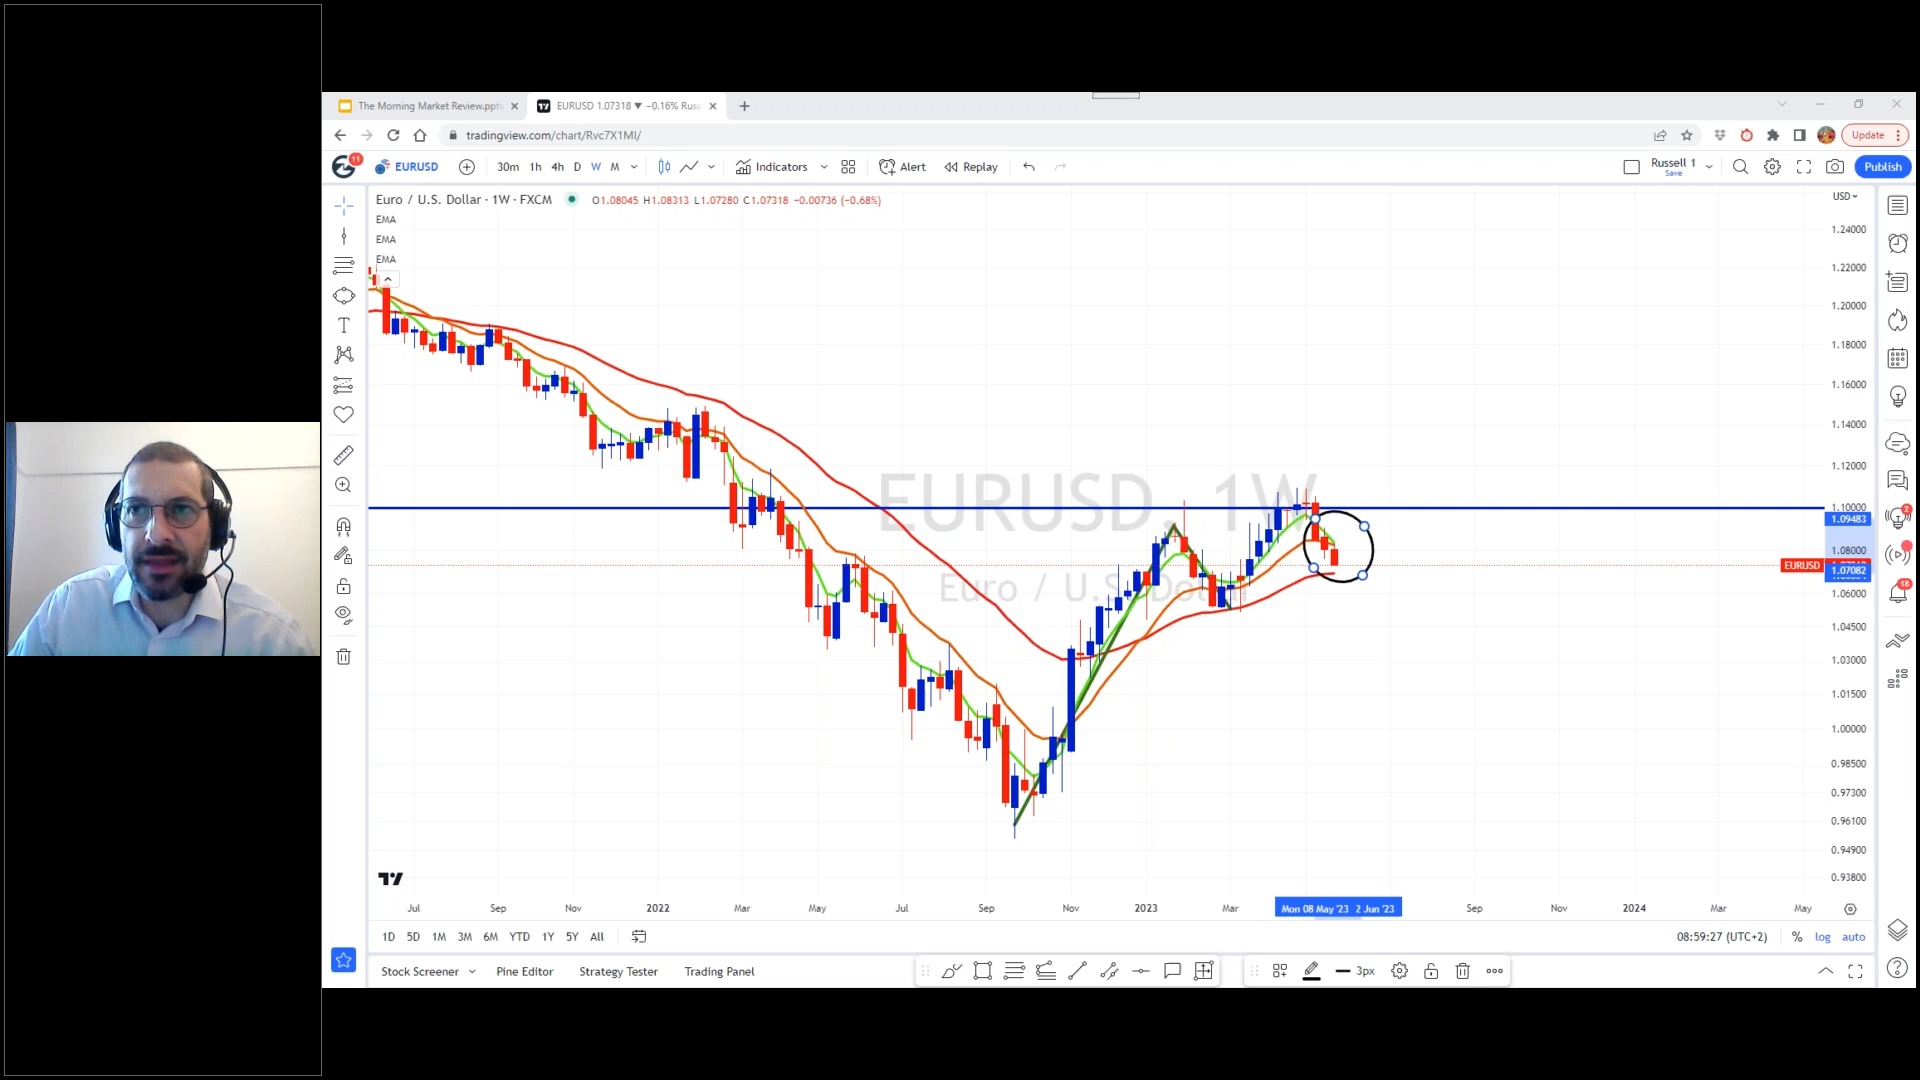 The Morning Market Review.ppt
EURUSD 1.07318 ▼ −0.16% Rus
tradingview.com/chart/Rvc7X1MI/
Update
11
EURUSD
30m 1h 4h D W M
Indicators
Alert
Replay
Russell 1
Save
Publish
Euro / U.S. Dollar · 1W · FXCM
O1.08045 H1.08313 L1.07280 C1.07318 −0.00736 (−0.68%)
USD
EMA
EMA
EMA
EURUSD, 1W
Euro / U.S. Dollar
1.24000
1.22000
1.20000
1.18000
1.16000
1.14000
1.12000
1.10000
1.09483
1.08000
EURUSD
1.07082
1.06000
1.04500
1.03000
1.01500
1.00000
0.98500
0.97300
0.96100
0.94900
0.93800
2
18
Jul Sep Nov 2022 Mar May Jul Sep Nov 2023 Mar Mon 08 May '23 2 Jun '23 Sep Nov 2024 Mar May
1D 5D 1M 3M 6M YTD 1Y 5Y All
08:59:27 (UTC+2) % log auto
Stock Screener Pine Editor Strategy Tester Trading Panel
3px